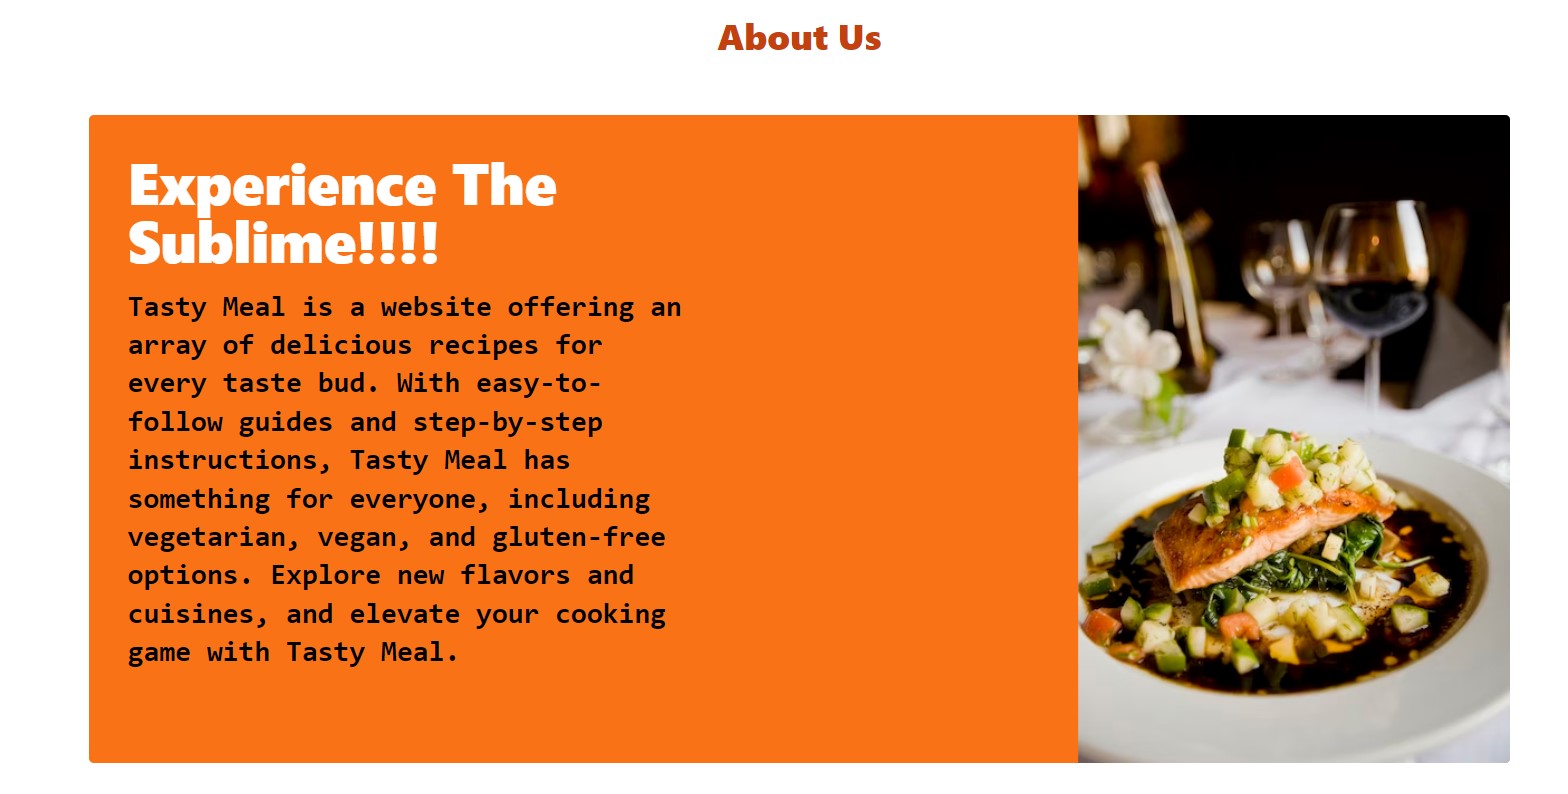 About Us
Experience The
Sublime!!!!
Tasty Meal is a website offering an
array of delicious recipes for
every taste bud. With easy-to-
follow guides and step-by-step
instructions, Tasty Meal has
something for everyone, including
vegetarian, vegan, and gluten-free
options. Explore new flavors and
cuisines, and elevate your cooking
game with Tasty Meal.